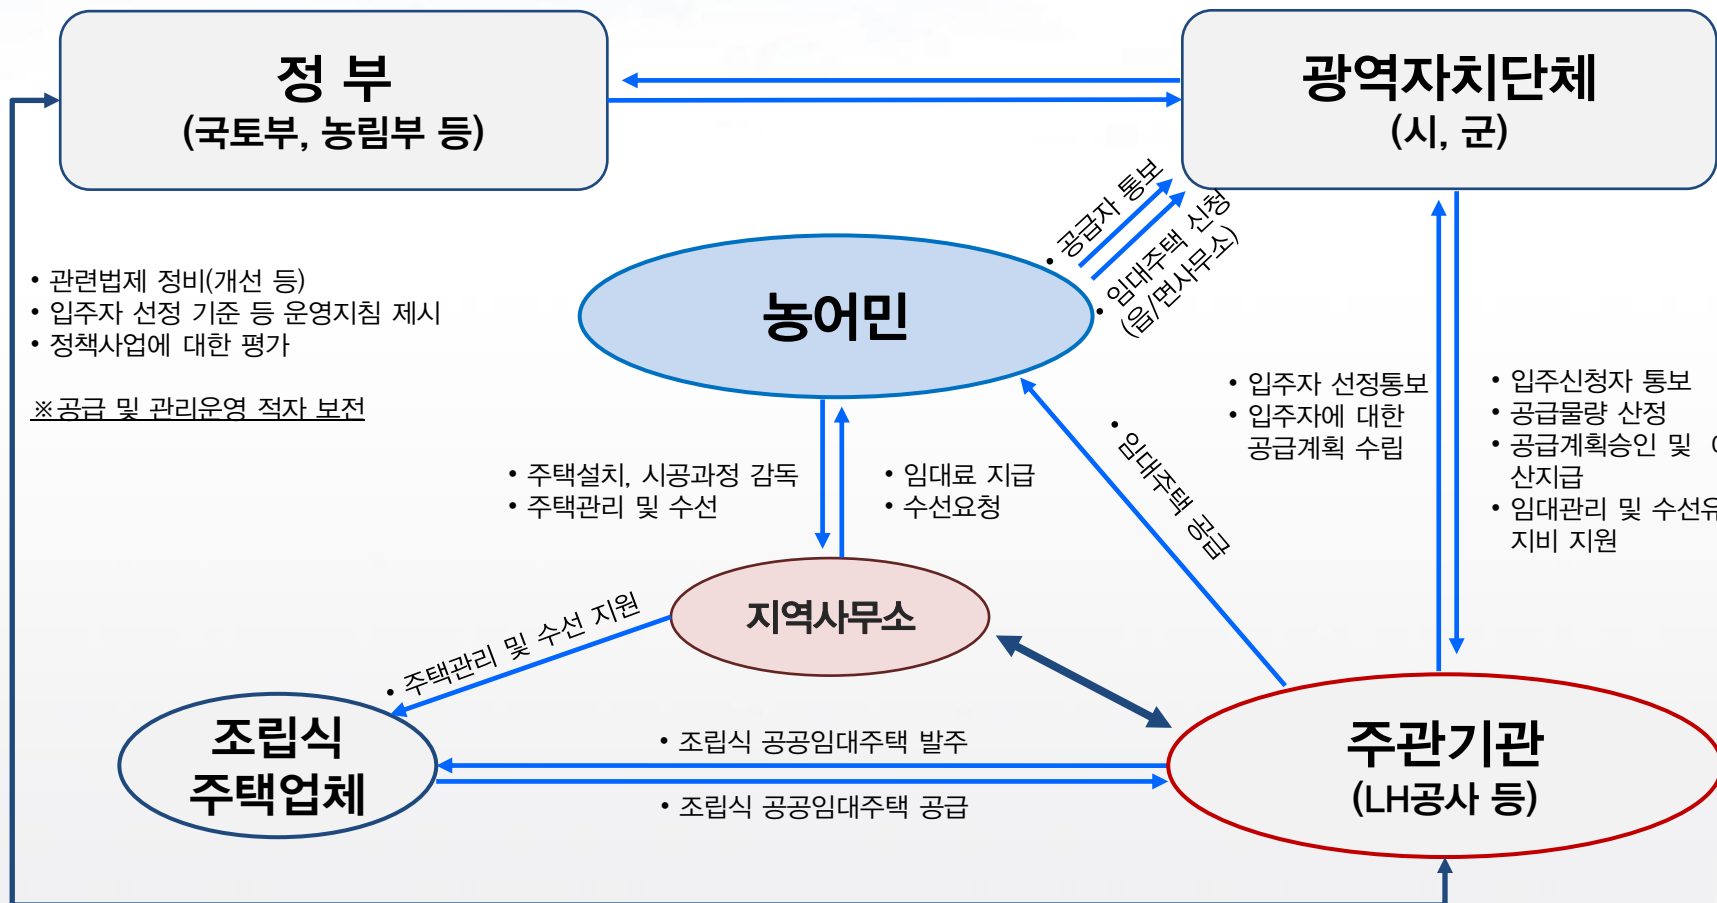 정 부
(국토부, 농림부 등)
광역자치단체
(시, 군)
• 공급자 통보
• 임대주택 신청
(읍/면사무소)
농어민
• 관련법제 정비(개선 등)
• 입주자 선정 기준 등 운영지침 제시
• 정책사업에 대한 평가
※공급 및 관리운영 적자 보전
• 입주자 선정통보
• 입주자에 대한
공급계획 수립
• 입주신청자 통보
• 공급물량 산정
• 공급계획승인 및
산지급
• 임대관리 및 수선유
지비 지원
• 주택설치, 시공과정 감독
• 주택관리 및 수선
• 임대료 지급
• 수선요청
• 임대주택 공급
지역사무소
• 주택관리 및 수선 지원
조립식
주택업체
• 조립식 공공임대주택 발주
• 조립식 공공임대주택 공급
주관기관
(LH공사 등)